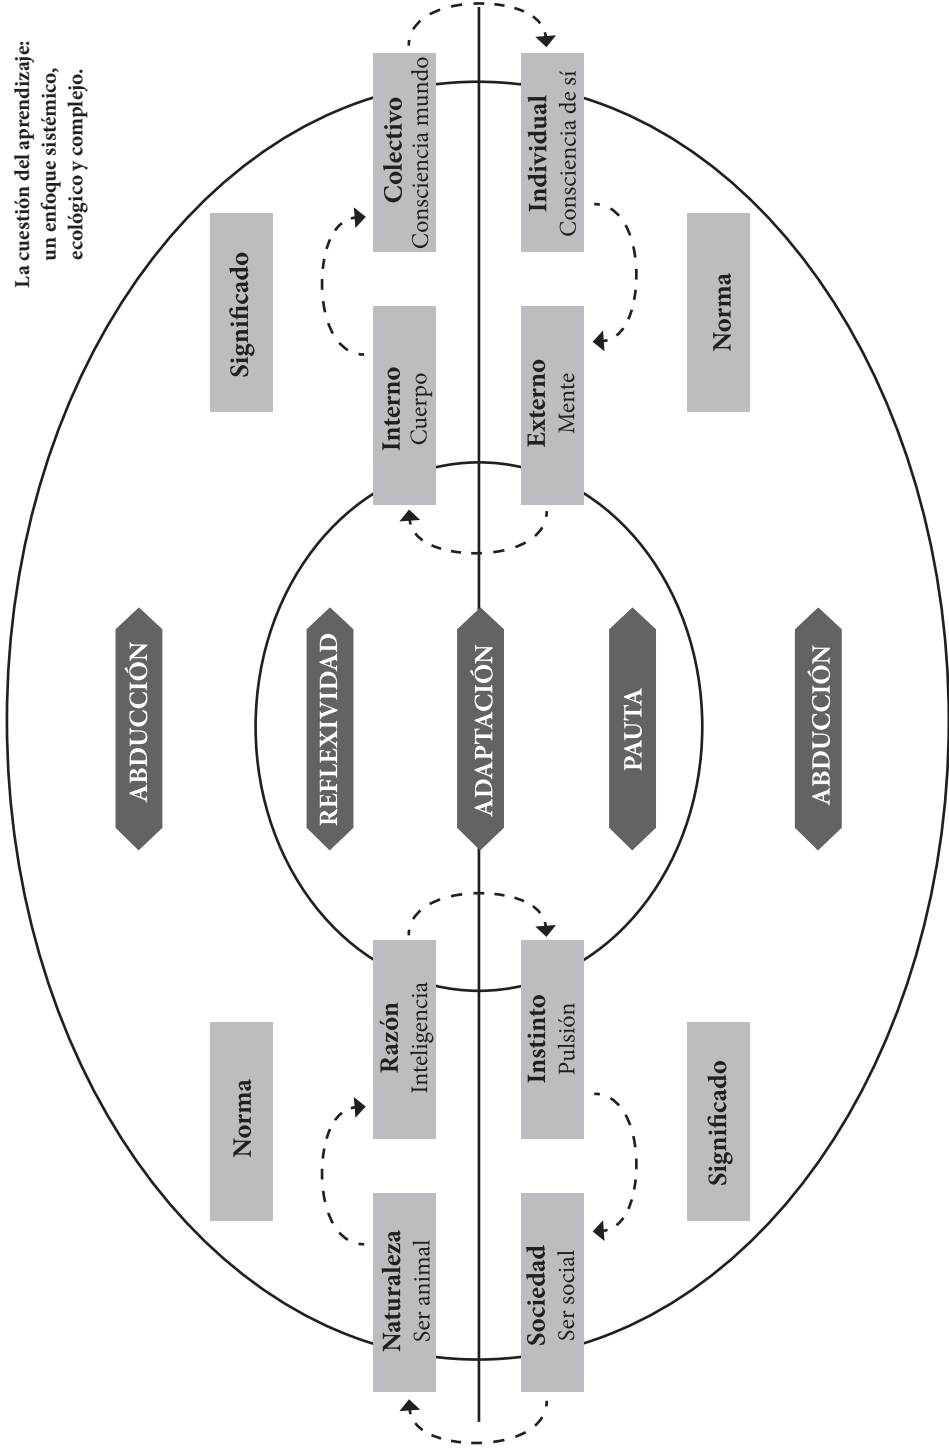 La cuestión del aprendizaje:
un enfoque sistémico,
ecológico y complejo.
ABDUCCIÓN
Norma
Significado
REFLEXIVIDAD
Naturaleza
Ser animal
Razón
Inteligencia
Interno
Cuerpo
Colectivo
Consciencia mundo
ADAPTACIÓN
Sociedad
Ser social
Instinto
Pulsión
Externo
Mente
Individual
Consciencia de sí
PAUTA
Significado
Norma
ABDUCCIÓN